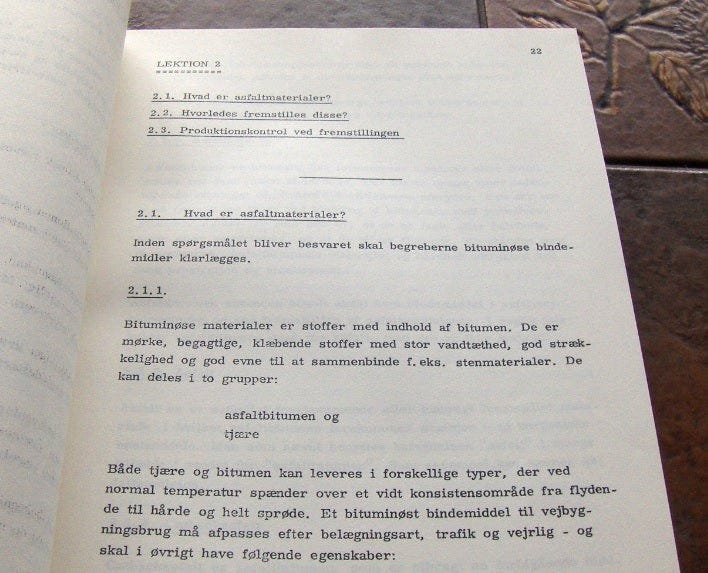 22
LEKTION 2
===========
2.1. Hvad er asfaltmaterialer?
2.2. Hvorledes fremstilles disse?
2.3. Produktionskontrol ved fremstillingen
2.1. Hvad er asfaltmaterialer?
Inden spørgsmålet bliver besvaret skal begreberne bituminøse binde-
midler klarlægges.
2.1.1.
Bituminøse materialer er stoffer med indhold af bitumen. De er
mørke, begagtige, klæbende stoffer med stor vandtæthed, god stræk-
kelighed og god evne til at sammenbinde f.eks. stenmaterialer. De
kan deles i to grupper:
asfaltbitumen og
tjære
Både tjære og bitumen kan leveres i forskellige typer, der ved
normal temperatur spænder over et vidt konsistensområde fra flyden-
de til hårde og helt sprøde. Et bituminøst bindemiddel til vejbyg-
ningsbrug må afpasses efter belægningsart, trafik og vejrlig - og
skal i øvrigt have følgende egenskaber: